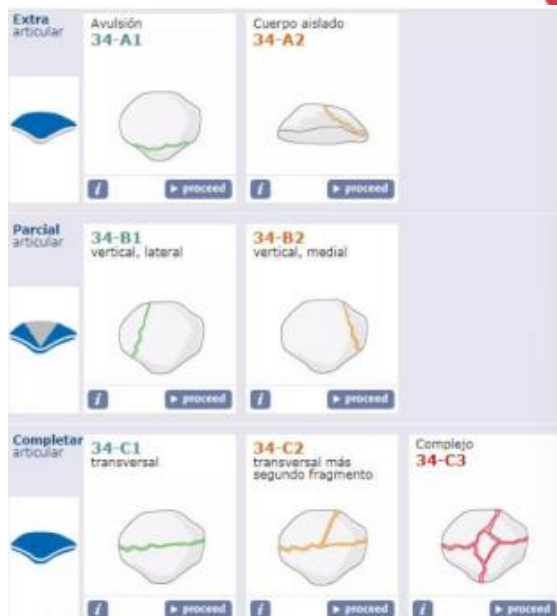 Extra
articular
Avulsión
34-A1
Cuerpo aislado
34-A2
i
▶ proceed
i
▶ proceed
Parcial
articular
34-B1
vertical, lateral
34-B2
vertical, medial
i
▶ proceed
i
▶ proceed
Completar
articular
34-C1
transversal
34-C2
transversal más
segundo fragmento
Complejo
34-C3
i
▶ proceed
i
▶ proceed
i
▶ proceed